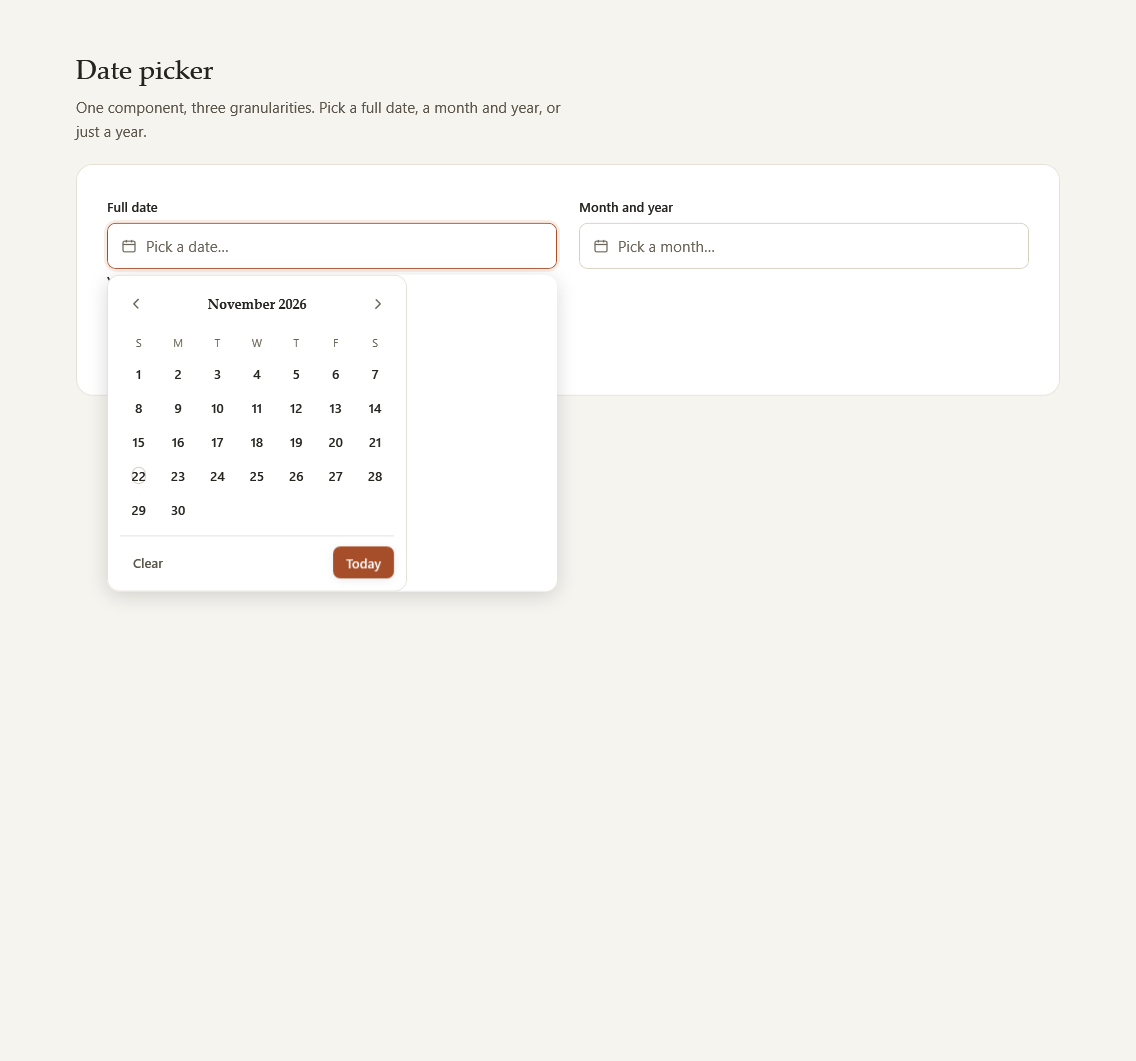 Date picker
One component, three granularities. Pick a full date, a month and year, or
just a year.
Full date
Month and year
Pick a date...
Pick a month...
November 2026
S M T W T F S
1 2 3 4 5 6 7
8 9 10 11 12 13 14
15 16 17 18 19 20 21
22 23 24 25 26 27 28
29 30
Clear
Today